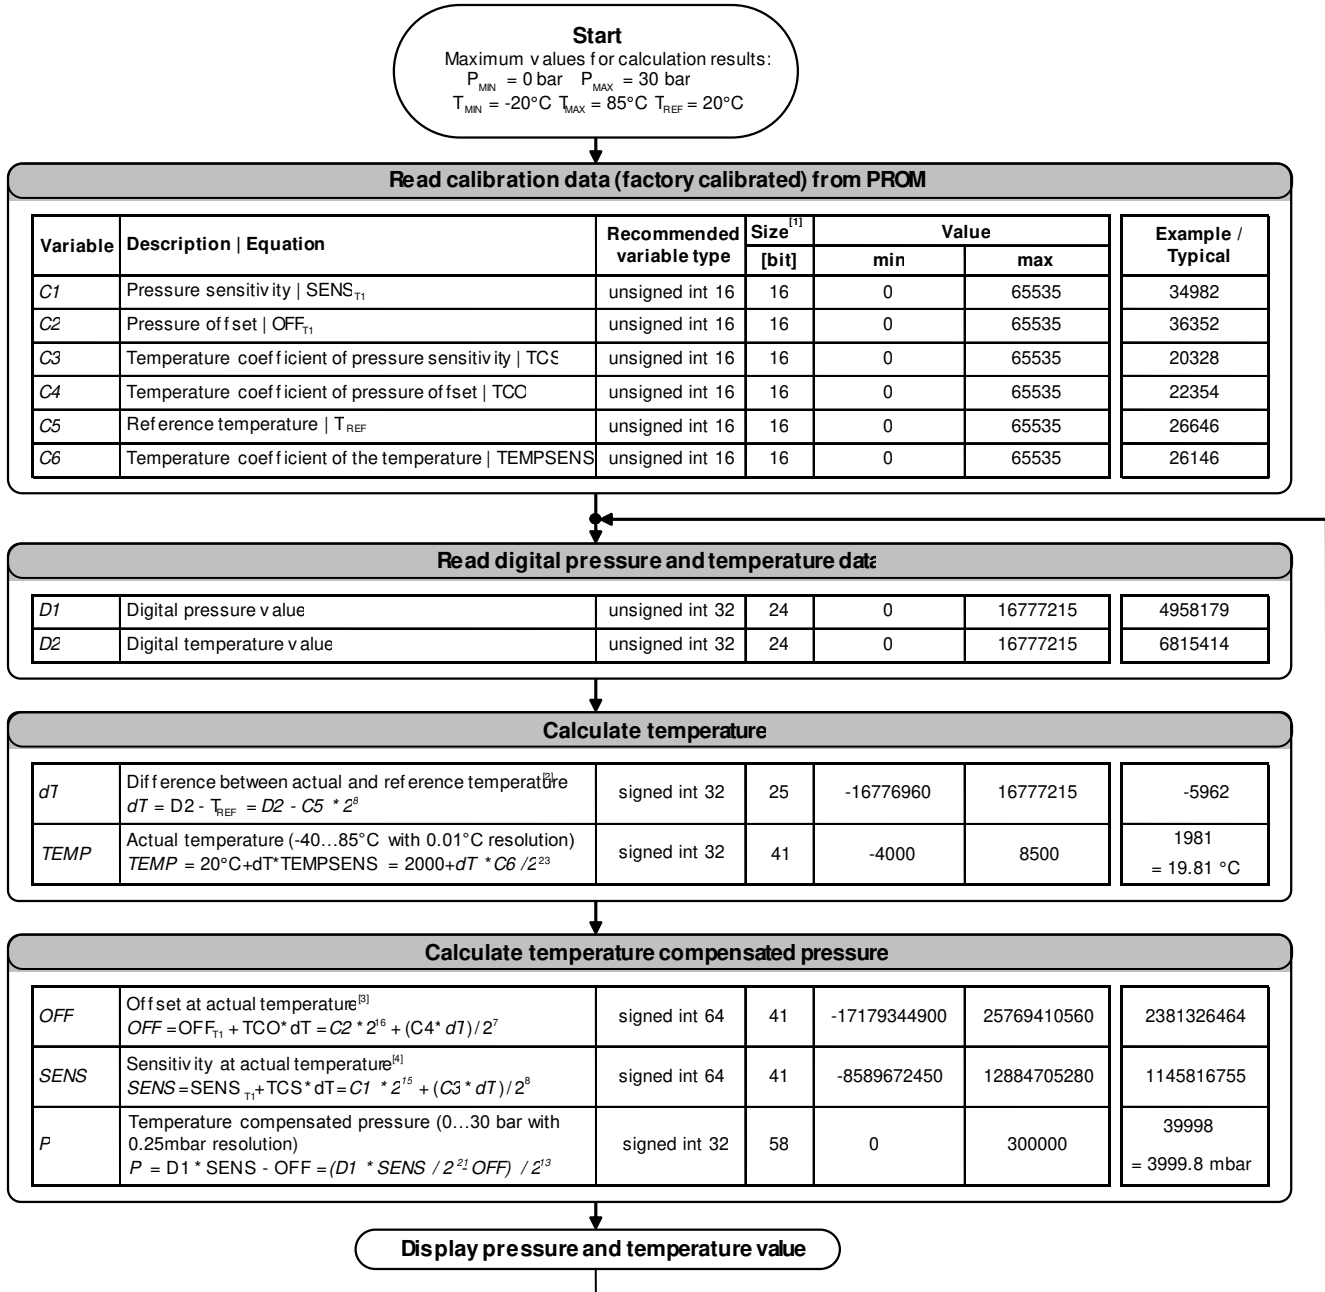 Start
Maximum values for calculation results:
PMIN = 0 bar PMAX = 30 bar
TMIN = -20°C TMAX = 85°C TREF = 20°C
Read calibration data (factory calibrated) from PROM
Variable Description | Equation Recommended variable type Size[1] [bit] Value min max Example / Typical
C1 Pressure sensitivity | SENST1 unsigned int 16 16 0 65535 34982
C2 Pressure offset | OFFT1 unsigned int 16 16 0 65535 36352
C3 Temperature coefficient of pressure sensitivity | TCS unsigned int 16 16 0 65535 20328
C4 Temperature coefficient of pressure offset | TCO unsigned int 16 16 0 65535 22354
C5 Reference temperature | TREF unsigned int 16 16 0 65535 26646
C6 Temperature coefficient of the temperature | TEMPSENS unsigned int 16 16 0 65535 26146
Read digital pressure and temperature data
D1 Digital pressure value unsigned int 32 24 0 16777215 4958179
D2 Digital temperature value unsigned int 32 24 0 16777215 6815414
Calculate temperature
dT Difference between actual and reference temperature[2]
dT = D2 - TREF = D2 - C5 * 2^8 signed int 32 25 -16776960 16777215 -5962
TEMP Actual temperature (-40…85°C with 0.01°C resolution)
TEMP = 20°C+dT*TEMPSENS = 2000+dT *C6 /2^23 signed int 32 41 -4000 8500 1981
= 19.81 °C
Calculate temperature compensated pressure
OFF Offset at actual temperature[3]
OFF =OFFT1 + TCO* dT = C2 * 2^16 + (C4* dT)/ 2^7 signed int 64 41 -17179344900 25769410560 2381326464
SENS Sensitivity at actual temperature[4]
SENS=SENS T1+TCS* dT= C1 * 2^15 + (C3 * dT)/ 2^8 signed int 64 41 -8589672450 12884705280 1145816755
P Temperature compensated pressure (0…30 bar with
0.25mbar resolution)
P = D1 * SENS - OFF =(D1 * SENS / 2^21 OFF) / 2^13 signed int 32 58 0 300000 39998
= 3999.8 mbar
Display pressure and temperature value